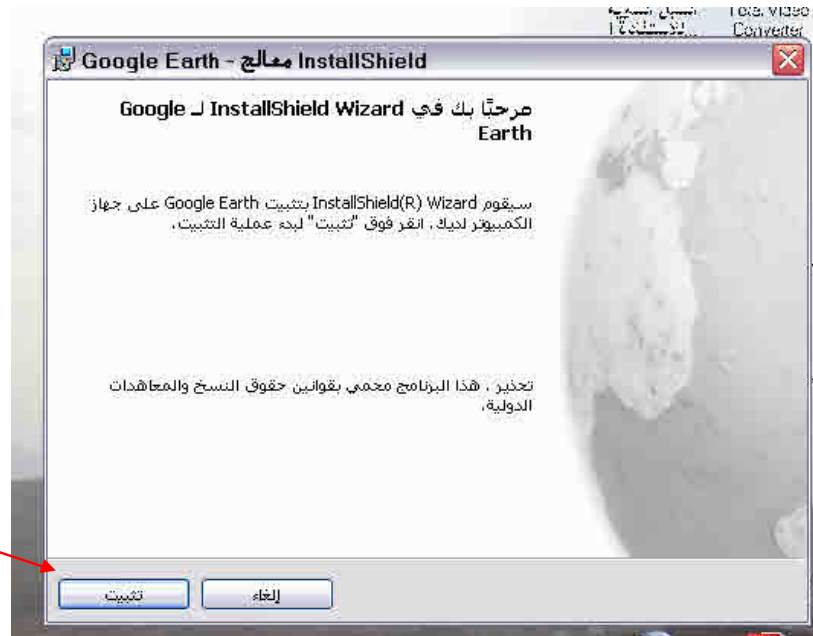 Converter
Google Earth - معالج InstallShield
مرحبًا بك في InstallShield Wizard لـ Google
Earth
سيقوم InstallShield(R) Wizard بتثبيت Google Earth على جهاز
الكمبيوتر لديك. انقر فوق "تثبيت" لبدء عملية التثبيت.
تحذير ، هذا البرنامج محمي بقوانين حقوق النسخ والمعاهدات
الدولية.
تثبيت
إلغاء